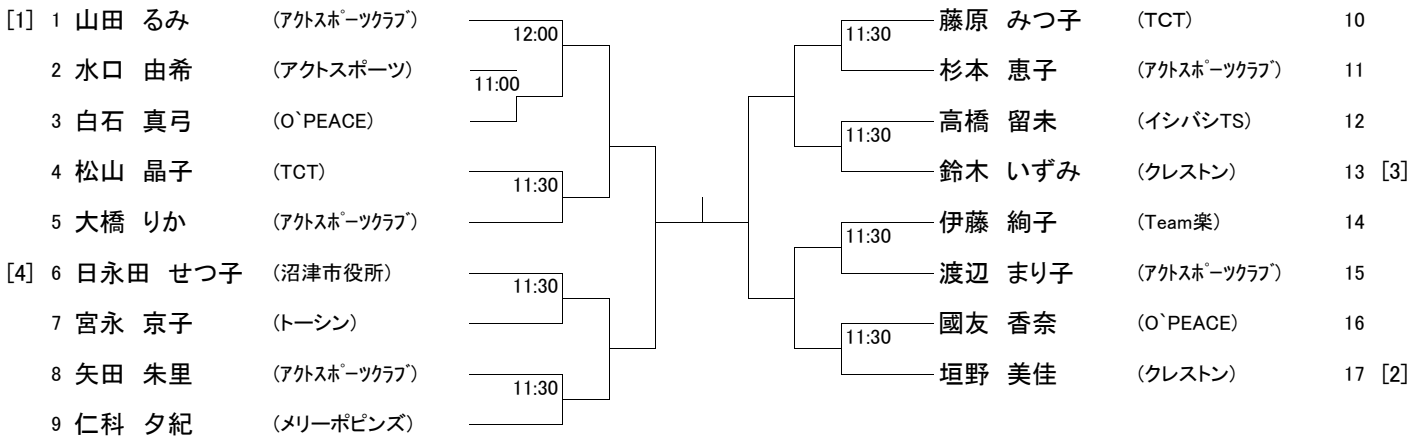 [1] 1 山田 るみ (ｱｸﾄｽﾎﾟｰﾂｸﾗﾌﾞ)
12:00
2 水口 由希 (アクトスポーツ)
11:00
3 白石 真弓 (O`PEACE)
4 松山 晶子 (TCT)
11:30
5 大橋 りか (ｱｸﾄｽﾎﾟｰﾂｸﾗﾌﾞ)
[4] 6 日永田 せつ子 (沼津市役所)
11:30
7 宮永 京子 (トーシン)
8 矢田 朱里 (ｱｸﾄｽﾎﾟｰﾂｸﾗﾌﾞ)
11:30
9 仁科 夕紀 (メリーポピンズ)
藤原 みつ子 (TCT) 10
11:30
杉本 恵子 (ｱｸﾄｽﾎﾟｰﾂｸﾗﾌﾞ) 11
高橋 留未 (イシバシTS) 12
11:30
鈴木 いずみ (クレストン) 13 [3]
伊藤 絢子 (Team楽) 14
11:30
渡辺 まり子 (ｱｸﾄｽﾎﾟｰﾂｸﾗﾌﾞ) 15
國友 香奈 (O`PEACE) 16
11:30
垣野 美佳 (クレストン) 17 [2]